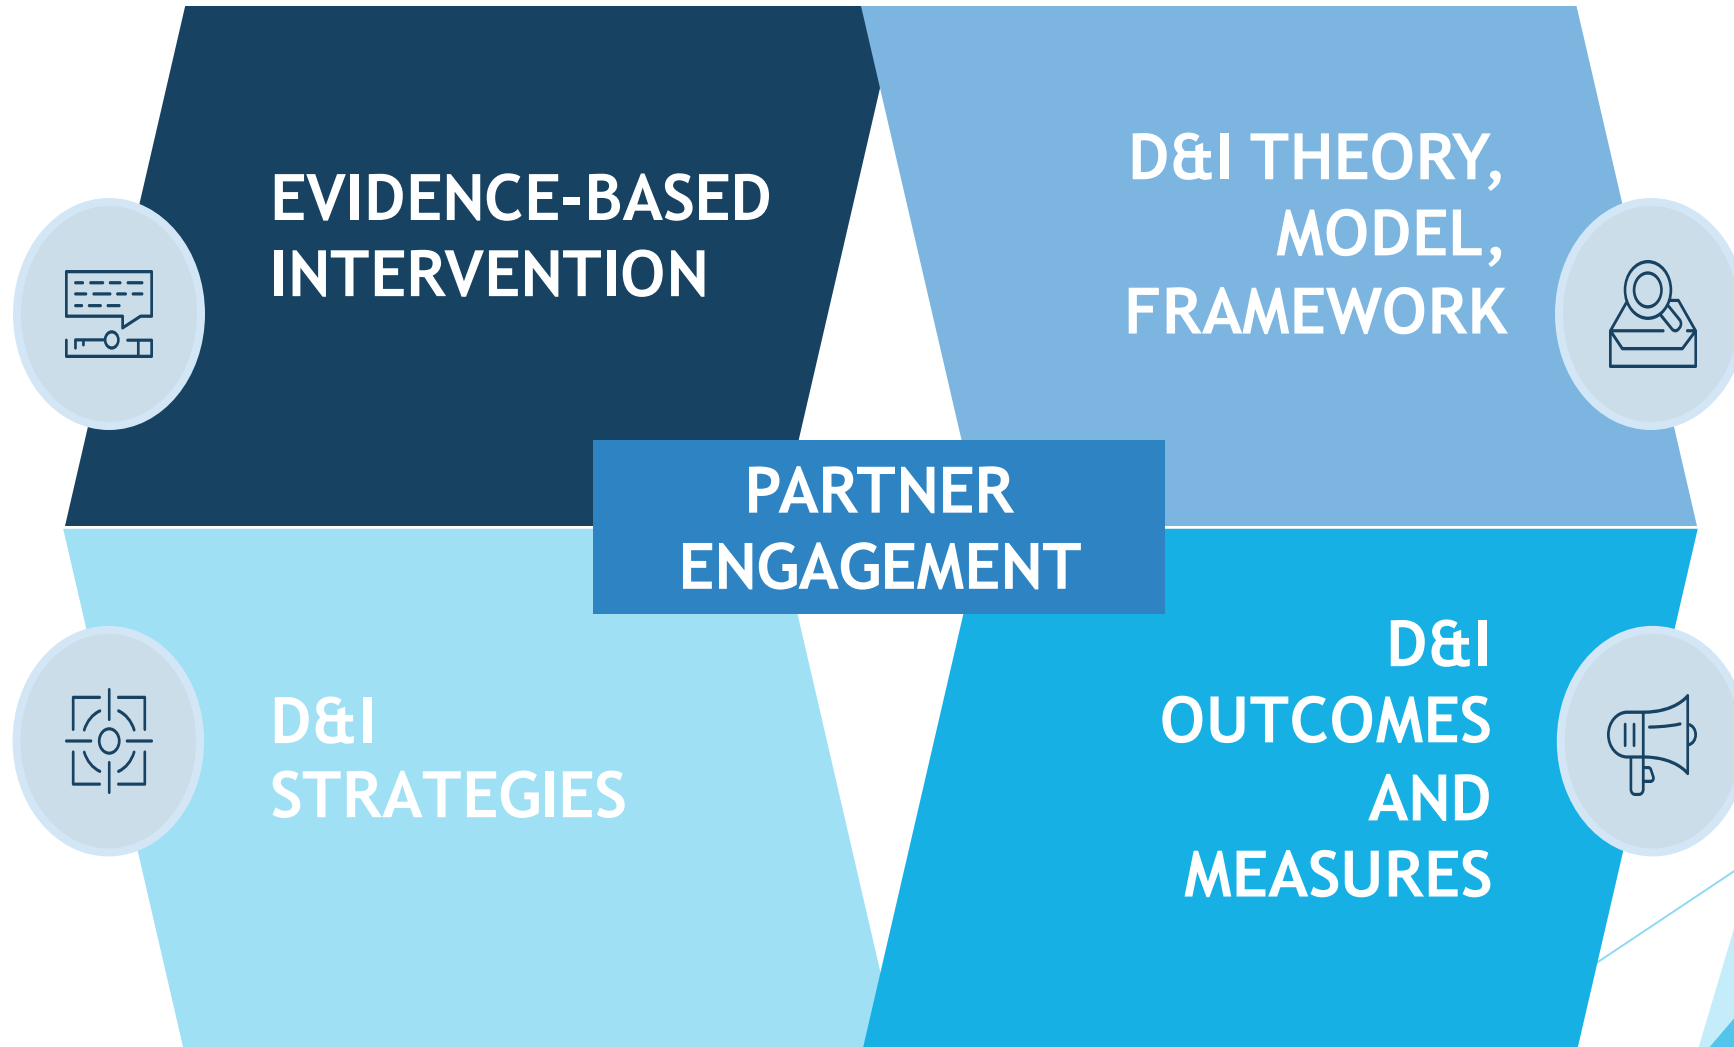 EVIDENCE-BASED
INTERVENTION
D&I THEORY,
MODEL,
FRAMEWORK
PARTNER
ENGAGEMENT
D&I
STRATEGIES
D&I
OUTCOMES
AND
MEASURES